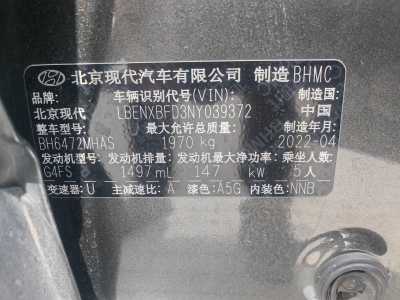 北京现代汽车有限公司 制造 BHMC
品牌: 车辆识别代号(VIN): 制造国:
北京现代 LBENXBFD3NY039372 中国
整车型号: 最大允许总质量: 制造年月:
BH6472MHAS 1970 kg 2022-04
发动机型号: 发动机排量: 发动机最大净功率: 乘坐人数:
G4FS 1497 mL 147 kW 5人
变速器: U 主减速: A 漆色: A5G 内装色: NNB